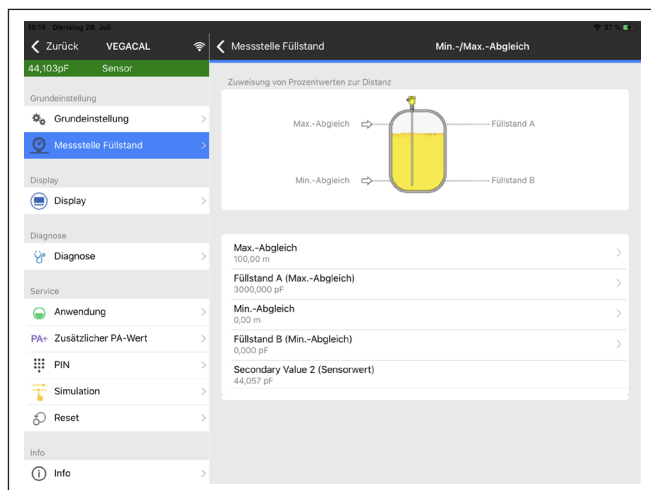 15:18 Dienstag 28. Juli
37 %
Zurück VEGACAL
Messstelle Füllstand
Min.-/Max.-Abgleich
44,103pF Sensor
Grundeinstellung
Grundeinstellung
Messstelle Füllstand
Display
Display
Diagnose
Diagnose
Service
Anwendung
PA+ Zusätzlicher PA-Wert
PIN
Simulation
Reset
Info
Info
Zuweisung von Prozentwerten zur Distanz
Max.-Abgleich
Füllstand A
Min.-Abgleich
Füllstand B
Max.-Abgleich
100,00 m
Füllstand A (Max.-Abgleich)
3000,000 pF
Min.-Abgleich
0,00 m
Füllstand B (Min.-Abgleich)
0,000 pF
Secondary Value 2 (Sensorwert)
44,057 pF